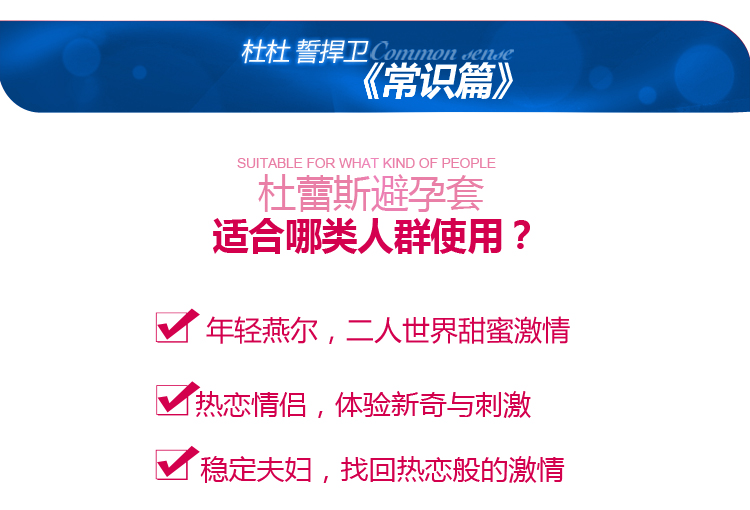 杜杜 誓捍卫Common sense
《常识篇》
SUITABLE FOR WHAT KIND OF PEOPLE
杜蕾斯避孕套
适合哪类人群使用？
年轻燕尔，二人世界甜蜜激情
热恋情侣，体验新奇与刺激
稳定夫妇，找回热恋般的激情